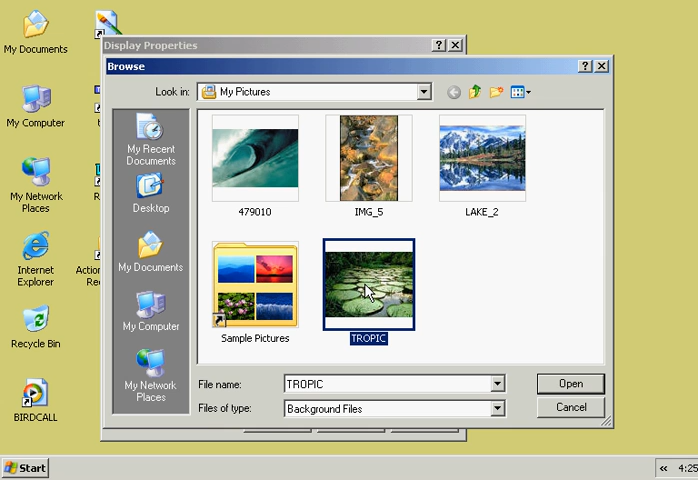 My Documents
My Computer
My Network
Places
Internet
Explorer
Recycle Bin
BIRDCALL
Display Properties
Browse
Look in:
My Pictures
My Recent
Documents
Desktop
My Documents
My Computer
My Network
Places
479010
IMG_5
LAKE_2
Sample Pictures
TROPIC
File name:
TROPIC
Open
Files of type:
Background Files
Cancel
Start
«
4:25